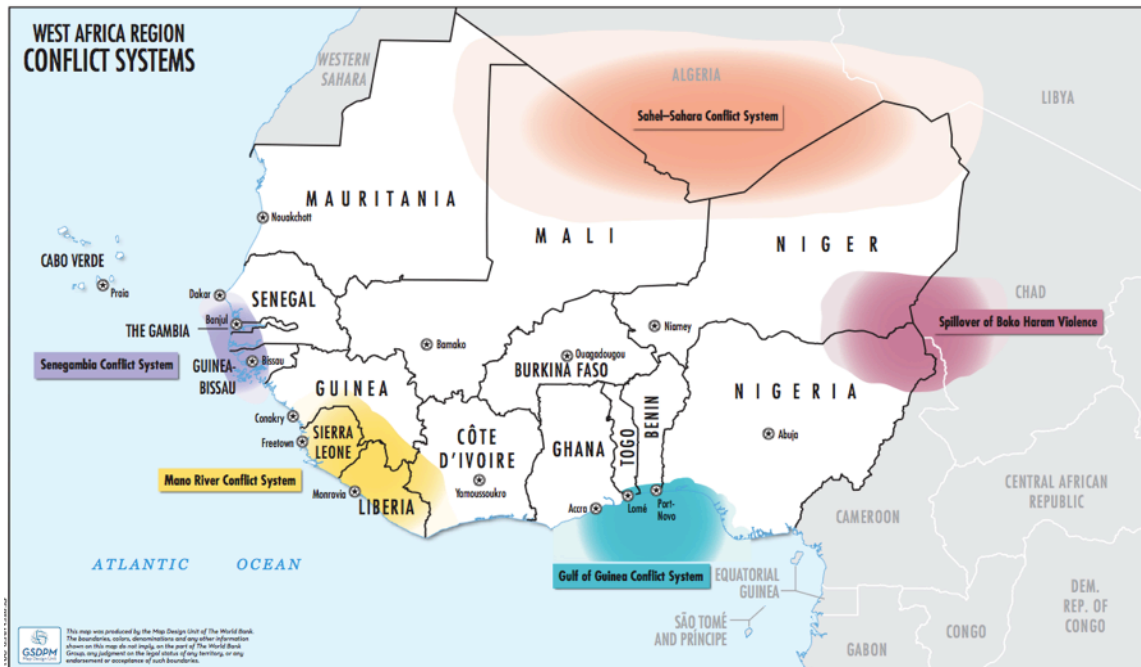 WEST AFRICA REGION
CONFLICT SYSTEMS
WESTERN
SAHARA
ALGERIA
LIBYA
Sahel–Sahara Conflict System
MAURITANIA
Nouakchott
MALI
NIGER
CABO VERDE
Praia
Dakar
SENEGAL
CHAD
Banjul
THE GAMBIA
Spillover of Boko Haram Violence
Niamey
Bamako
Ouagadougou
BURKINA FASO
Senegambia Conflict System
Bissau
GUINEA-
BISSAU
GUINEA
NIGERIA
Conakry
SIERRA
LEONE
Freetown
CÔTE
D'IVOIRE
GHANA
TOGO
BENIN
Abuja
Mano River Conflict System
Yamoussoukro
Monrovia
LIBERIA
Accra
Lomé
Port-
Novo
CENTRAL AFRICAN
REPUBLIC
CAMEROON
ATLANTIC OCEAN
Gulf of Guinea Conflict System
EQUATORIAL
GUINEA
DEM.
REP. OF
CONGO
SÃO TOMÉ
AND PRÍNCIPE
GABON
CONGO
GSDPM
Map Design Unit
This map was produced by the Map Design Unit of The World Bank.
The boundaries, colors, denominations and any other information
shown on this map do not imply, on the part of The World Bank
Group, any judgment on the legal status of any territory, or any
endorsement or acceptance of such boundaries.